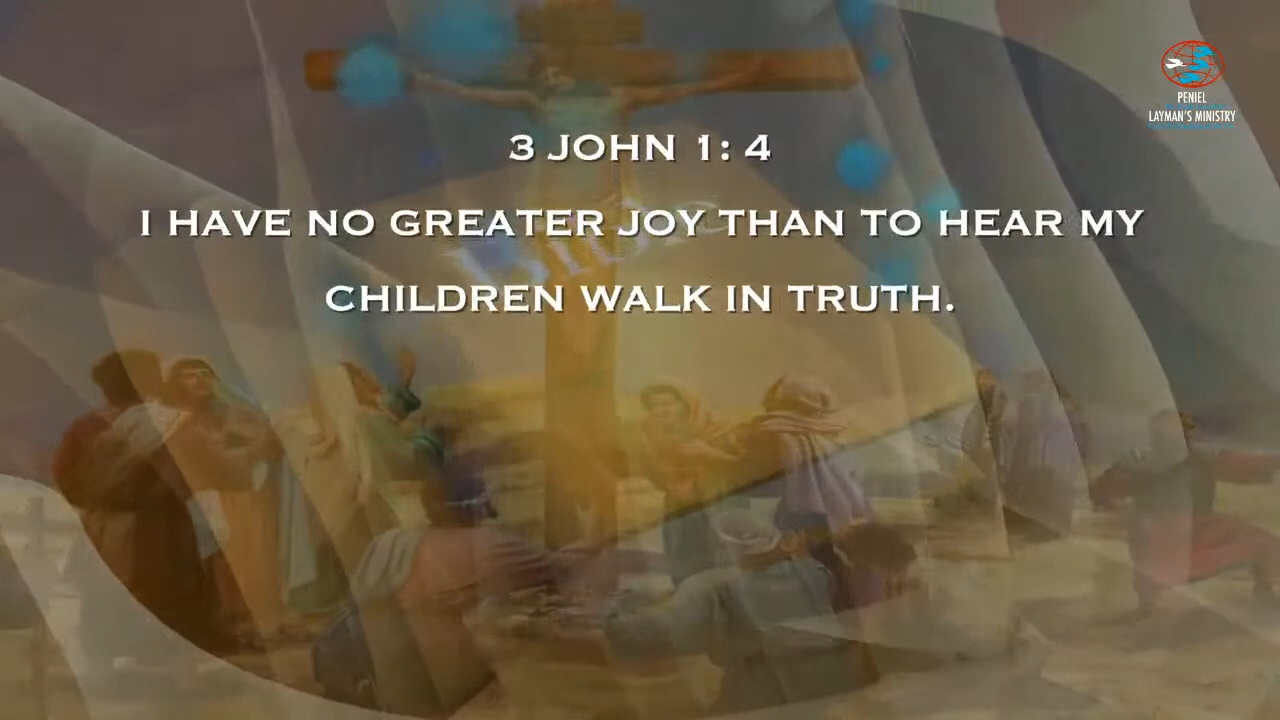 PENIEL
LAYMAN'S MINISTRY
3 JOHN 1: 4
I HAVE NO GREATER JOY THAN TO HEAR MY
CHILDREN WALK IN TRUTH.